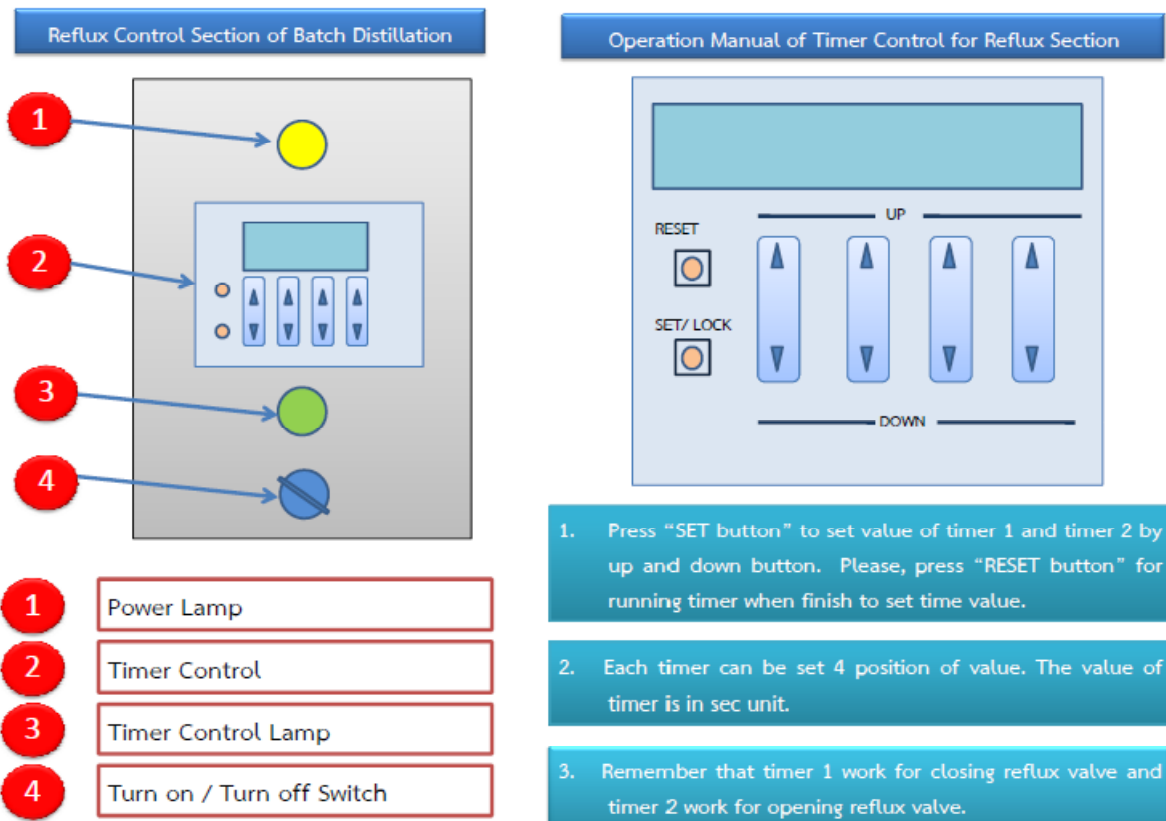 Reflux Control Section of Batch Distillation
1
2
3
4
1
Power Lamp
2
Timer Control
3
Timer Control Lamp
4
Turn on / Turn off Switch
Operation Manual of Timer Control for Reflux Section
UP
RESET
SET/ LOCK
DOWN
1. Press “SET button” to set value of timer 1 and timer 2 by
up and down button. Please, press “RESET button” for
running timer when finish to set time value.
2. Each timer can be set 4 position of value. The value of
timer is in sec unit.
3. Remember that timer 1 work for closing reflux valve and
timer 2 work for opening reflux valve.